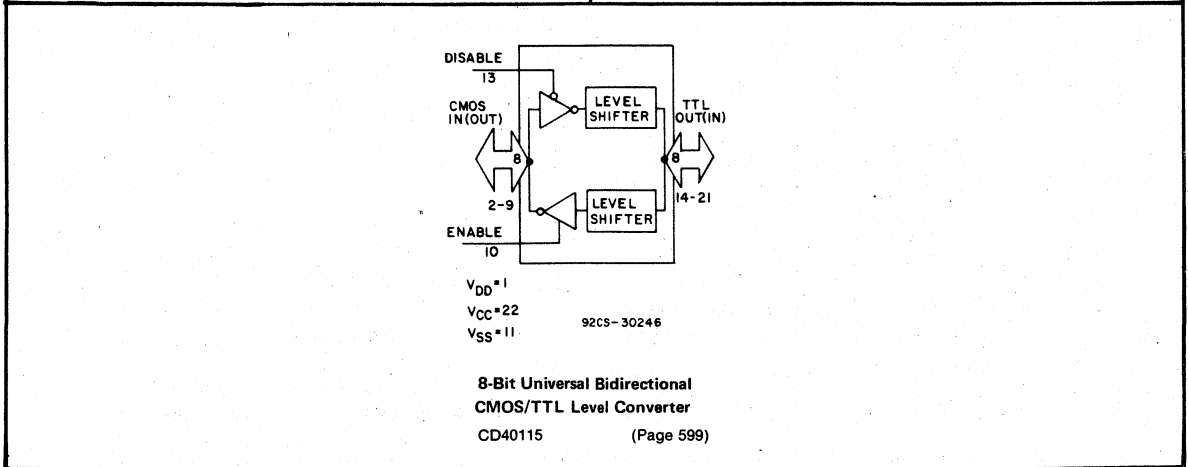 DISABLE
13
CMOS
IN(OUT)
LEVEL
SHIFTER
TTL
OUT(IN)
8
8
2-9
14-21
LEVEL
SHIFTER
ENABLE
10
VDD=1
VCC=22
VSS=11
92CS-30246
8-Bit Universal Bidirectional
CMOS/TTL Level Converter
CD40115 (Page 599)